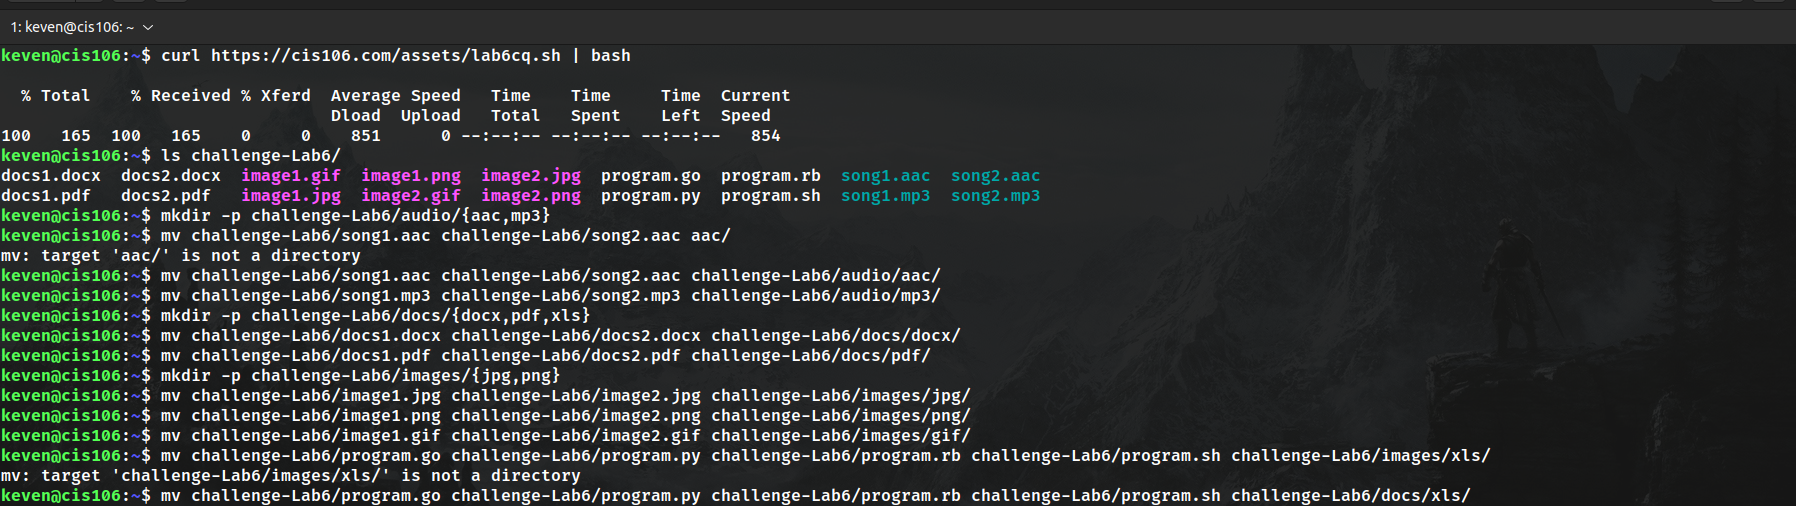 1: keven@cis106: ~
keven@cis106:~$ curl https://cis106.com/assets/lab6cq.sh | bash
  % Total    % Received % Xferd  Average Speed   Time    Time     Time  Current
                                 Dload  Upload   Total   Spent    Left  Speed
100   165  100   165    0     0    851      0 --:--:-- --:--:-- --:--:--   854
keven@cis106:~$ ls challenge-Lab6/
docs1.docx  docs2.docx  image1.gif  image1.png  image2.jpg  program.go  program.rb  song1.aac  song2.aac
docs1.pdf   docs2.pdf   image1.jpg  image2.gif  image2.png  program.py  program.sh  song1.mp3  song2.mp3
keven@cis106:~$ mkdir -p challenge-Lab6/audio/{aac,mp3}
keven@cis106:~$ mv challenge-Lab6/song1.aac challenge-Lab6/song2.aac aac/
mv: target 'aac/' is not a directory
keven@cis106:~$ mv challenge-Lab6/song1.aac challenge-Lab6/song2.aac challenge-Lab6/audio/aac/
keven@cis106:~$ mv challenge-Lab6/song1.mp3 challenge-Lab6/song2.mp3 challenge-Lab6/audio/mp3/
keven@cis106:~$ mkdir -p challenge-Lab6/docs/{docx,pdf,xls}
keven@cis106:~$ mv challenge-Lab6/docs1.docx challenge-Lab6/docs2.docx challenge-Lab6/docs/docx/
keven@cis106:~$ mv challenge-Lab6/docs1.pdf challenge-Lab6/docs2.pdf challenge-Lab6/docs/pdf/
keven@cis106:~$ mkdir -p challenge-Lab6/images/{jpg,png}
keven@cis106:~$ mv challenge-Lab6/image1.jpg challenge-Lab6/image2.jpg challenge-Lab6/images/jpg/
keven@cis106:~$ mv challenge-Lab6/image1.png challenge-Lab6/image2.png challenge-Lab6/images/png/
keven@cis106:~$ mv challenge-Lab6/image1.gif challenge-Lab6/image2.gif challenge-Lab6/images/gif/
keven@cis106:~$ mv challenge-Lab6/program.go challenge-Lab6/program.py challenge-Lab6/program.rb challenge-Lab6/program.sh challenge-Lab6/images/xls/
mv: target 'challenge-Lab6/images/xls/' is not a directory
keven@cis106:~$ mv challenge-Lab6/program.go challenge-Lab6/program.py challenge-Lab6/program.rb challenge-Lab6/program.sh challenge-Lab6/docs/xls/